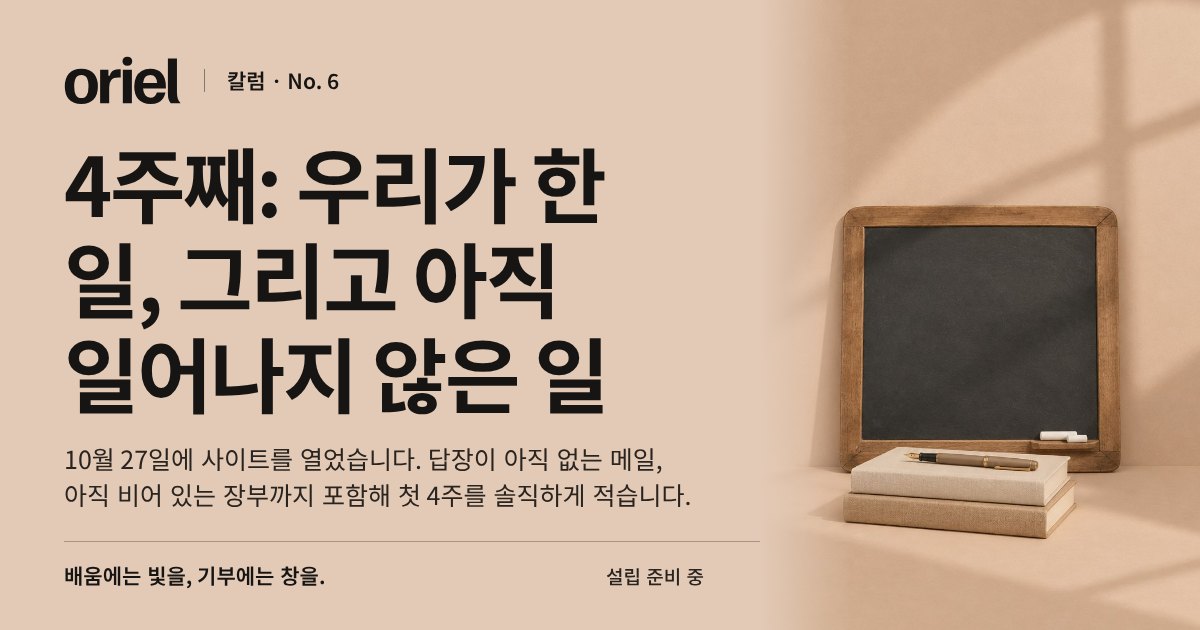 oriel
칼럼 · No. 6
4주째: 우리가 한
일, 그리고 아직
일어나지 않은 일
10월 27일에 사이트를 열었습니다. 답장이 아직 없는 메일,
아직 비어 있는 장부까지 포함해 첫 4주를 솔직하게 적습니다.
배움에는 빛을, 기부에는 창을.
설립 준비 중